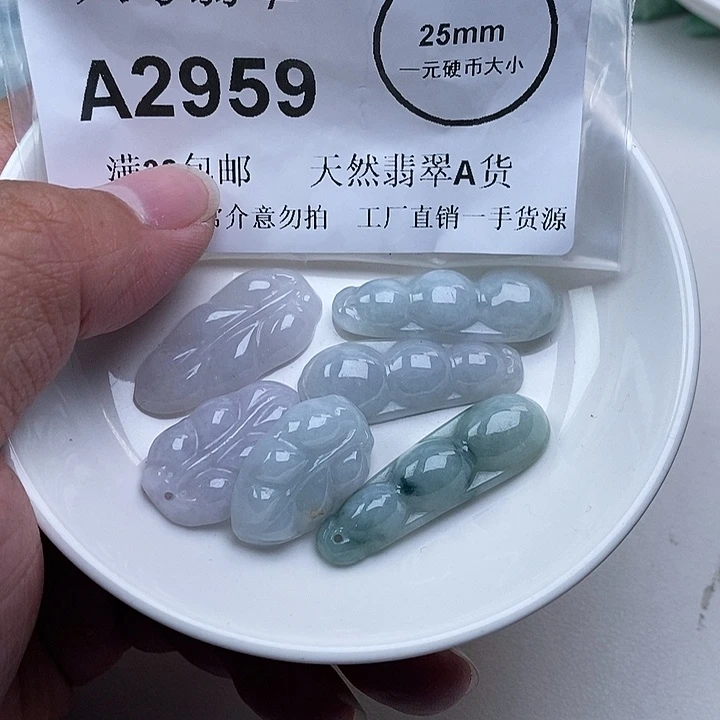 25mm
一元硬币大小
A2959
满包邮 天然翡翠A货
介意勿拍 工厂直销一手货源